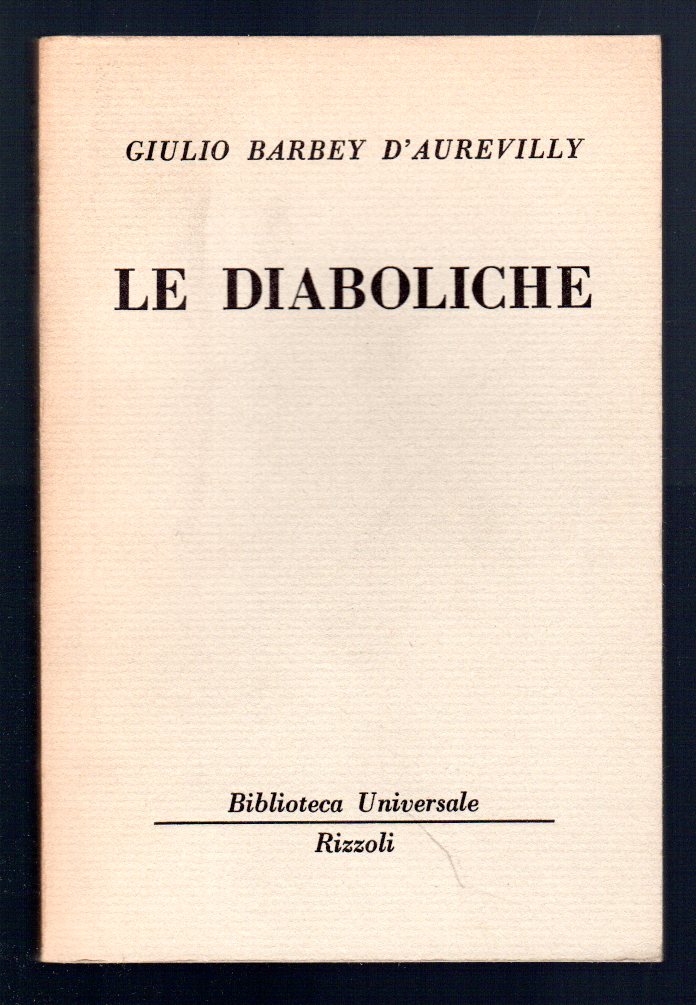 GIULIO BARBEY D'AUREVILLY
LE DIABOLICHE
Biblioteca Universale
Rizzoli